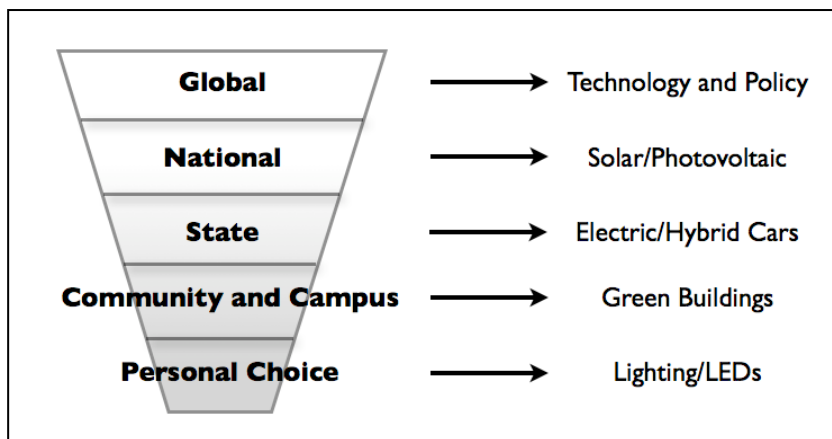 Global
Technology and Policy
National
Solar/Photovoltaic
State
Electric/Hybrid Cars
Community and Campus
Green Buildings
Personal Choice
Lighting/LEDs